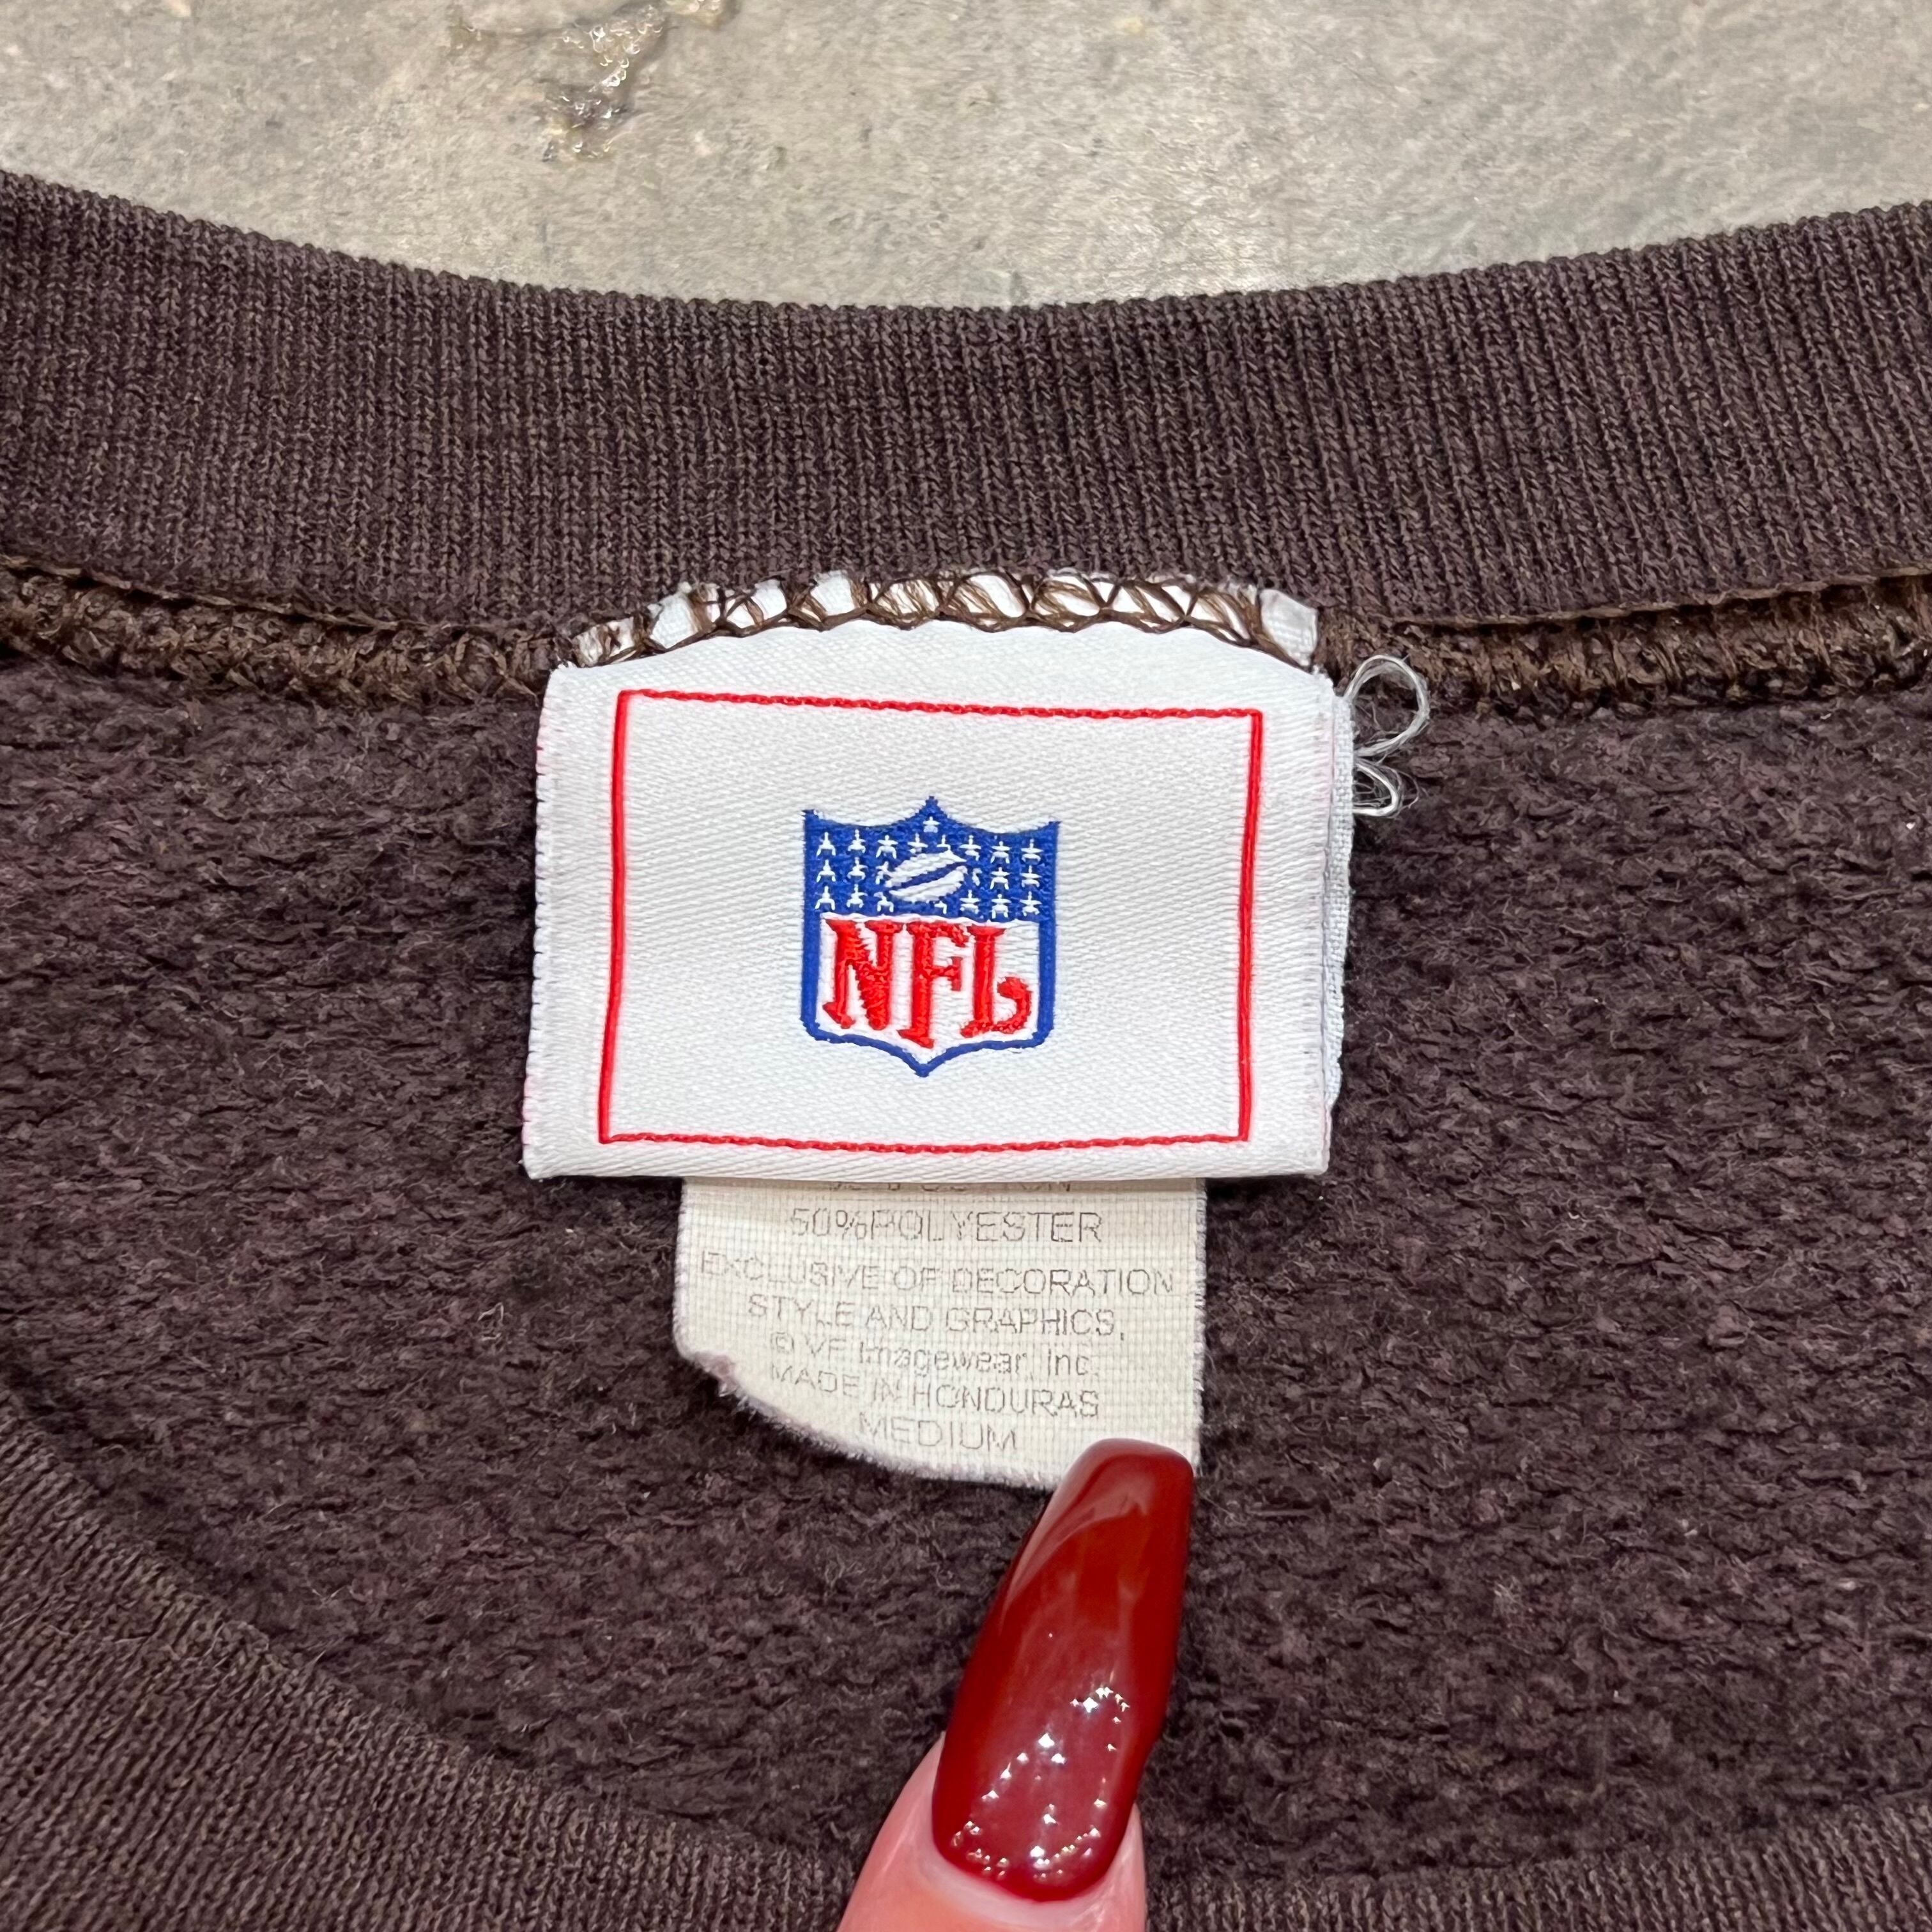 NFL
50%POLYESTER
EXCLUSIVE OF DECORATION
STYLE AND GRAPHICS,
© VF Imagewear, Inc.
MADE IN HONDURAS
MEDIUM